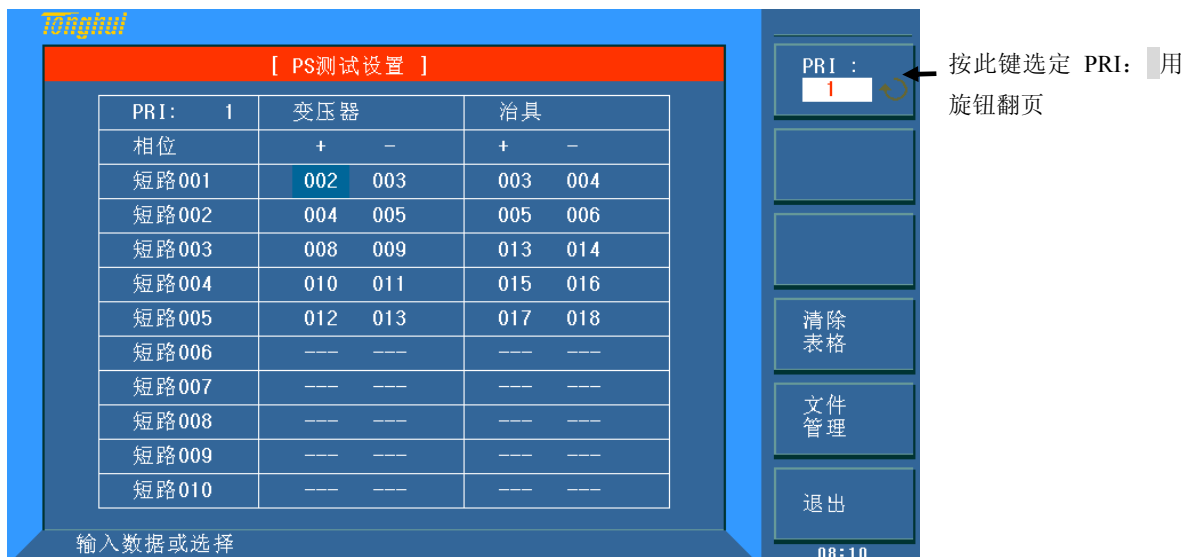 Tonghui
[ PS测试设置 ]
PRI: 1 变压器 治具
相位 + - + -
短路001 002 003 003 004
短路002 004 005 005 006
短路003 008 009 013 014
短路004 010 011 015 016
短路005 012 013 017 018
短路006 --- --- --- ---
短路007 --- --- --- ---
短路008 --- --- --- ---
短路009 --- --- --- ---
短路010 --- --- --- ---
输入数据或选择
PRI :
1
清除
表格
文件
管理
退出
08:10
按此键选定 PRI: 用
旋钮翻页